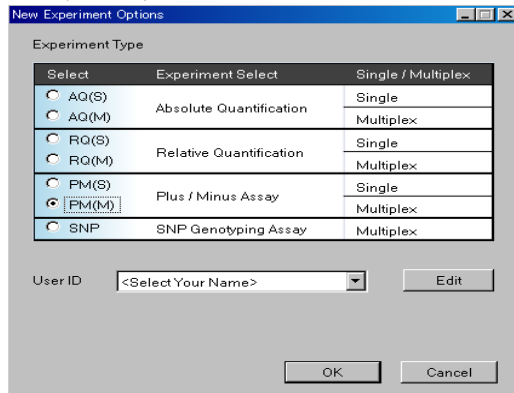 New Experiment Options
Experiment Type
Select Experiment Select Single / Multiplex
AQ(S) Absolute Quantification Single
AQ(M) Multiplex
RQ(S) Relative Quantification Single
RQ(M) Multiplex
PM(S) Plus / Minus Assay Single
PM(M) Multiplex
SNP SNP Genotyping Assay Multiplex
User ID <Select Your Name> Edit
OK Cancel